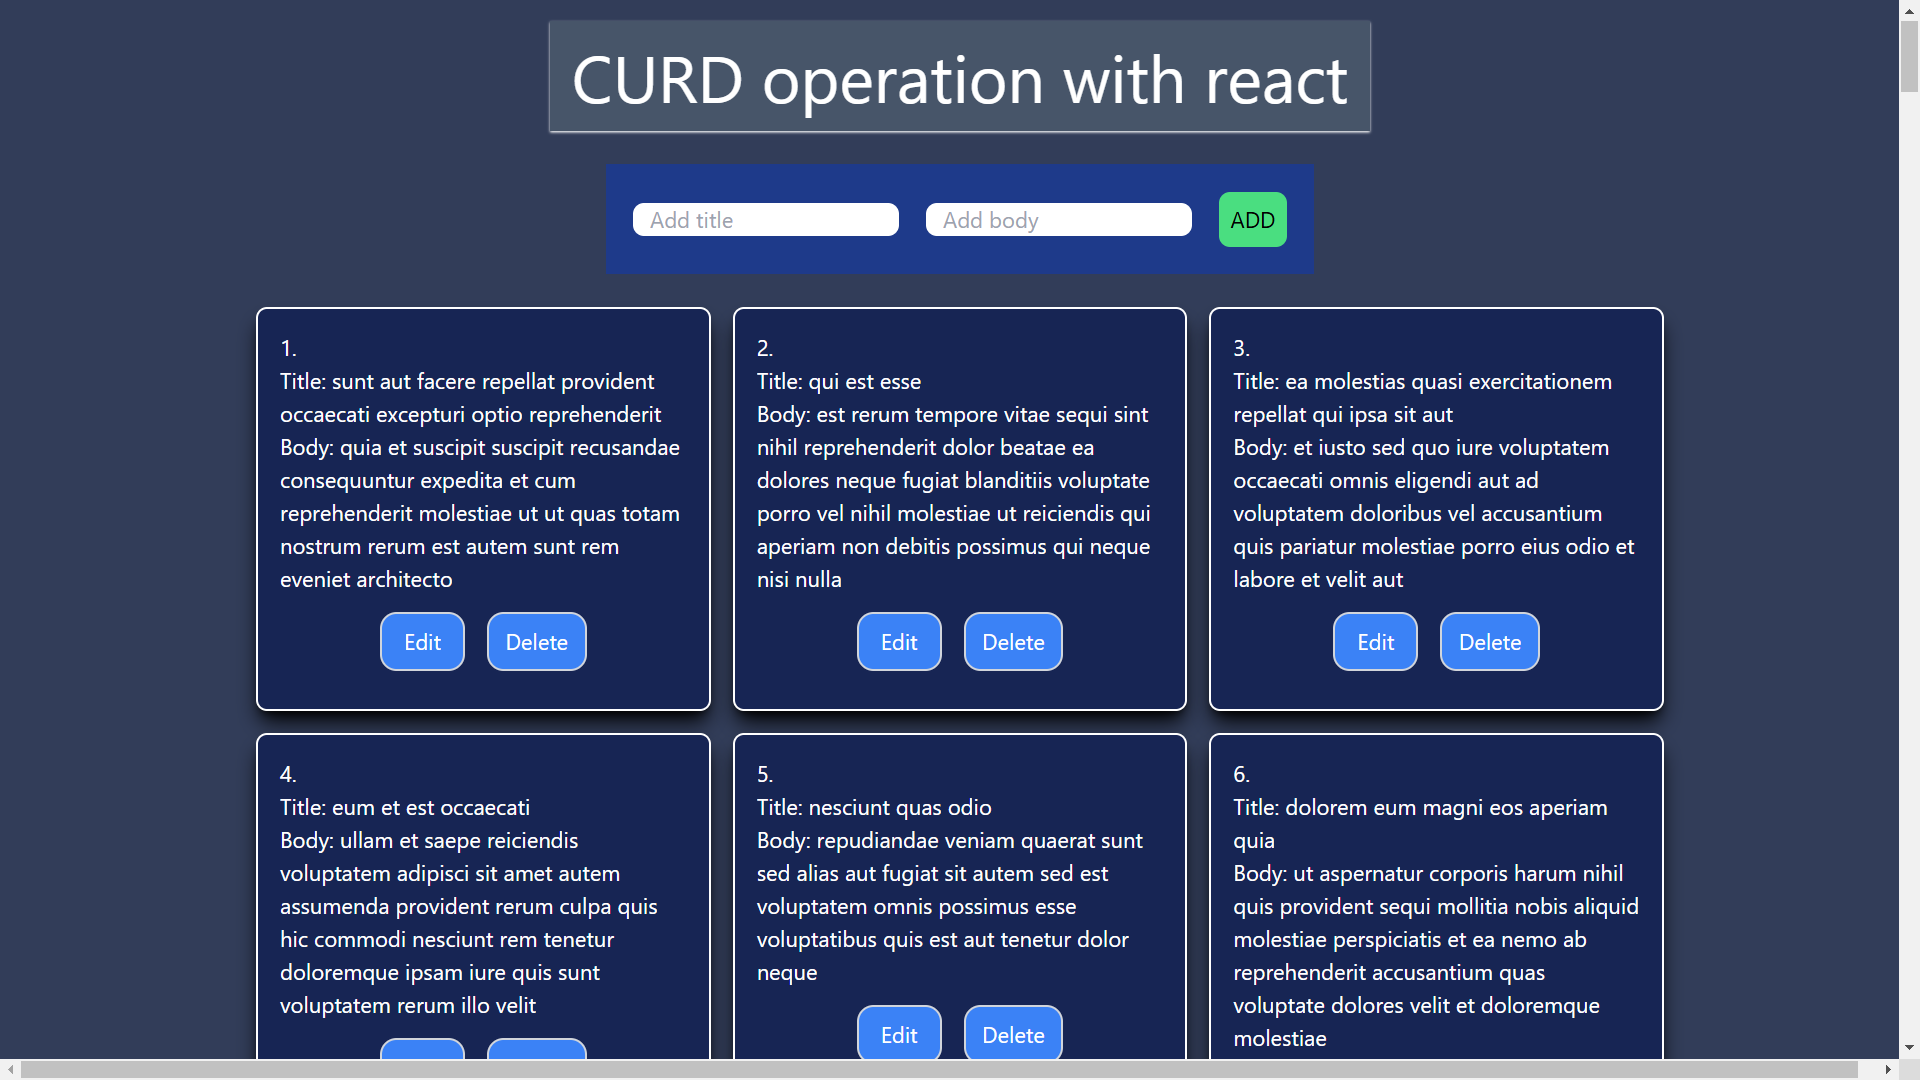 CURD operation with react
Add title
Add body
ADD
1.
Title: sunt aut facere repellat provident
occaecati excepturi optio reprehenderit
Body: quia et suscipit suscipit recusandae
consequuntur expedita et cum
reprehenderit molestiae ut ut quas totam
nostrum rerum est autem sunt rem
eveniet architecto
Edit
Delete
2.
Title: qui est esse
Body: est rerum tempore vitae sequi sint
nihil reprehenderit dolor beatae ea
dolores neque fugiat blanditiis voluptate
porro vel nihil molestiae ut reiciendis qui
aperiam non debitis possimus qui neque
nisi nulla
Edit
Delete
3.
Title: ea molestias quasi exercitationem
repellat qui ipsa sit aut
Body: et iusto sed quo iure voluptatem
occaecati omnis eligendi aut ad
voluptatem doloribus vel accusantium
quis pariatur molestiae porro eius odio et
labore et velit aut
Edit
Delete
4.
Title: eum et est occaecati
Body: ullam et saepe reiciendis
voluptatem adipisci sit amet autem
assumenda provident rerum culpa quis
hic commodi nesciunt rem tenetur
doloremque ipsam iure quis sunt
voluptatem rerum illo velit
5.
Title: nesciunt quas odio
Body: repudiandae veniam quaerat sunt
sed alias aut fugiat sit autem sed est
voluptatem omnis possimus esse
voluptatibus quis est aut tenetur dolor
neque
Edit
Delete
6.
Title: dolorem eum magni eos aperiam
quia
Body: ut aspernatur corporis harum nihil
quis provident sequi mollitia nobis aliquid
molestiae perspiciatis et ea nemo ab
reprehenderit accusantium quas
voluptate dolores velit et doloremque
molestiae